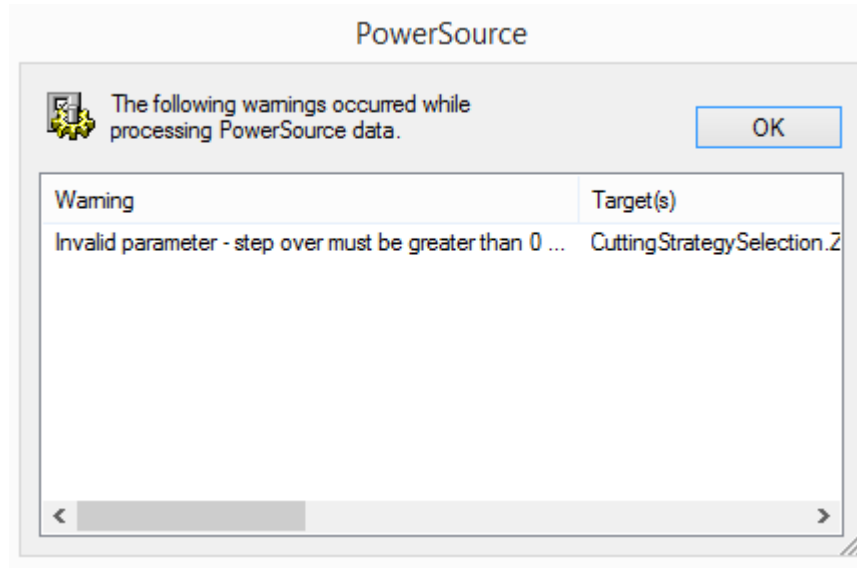 PowerSource
The following warnings occurred while
processing PowerSource data.
OK
Warning Target(s)
Invalid parameter - step over must be greater than 0 ... CuttingStrategySelection.Z